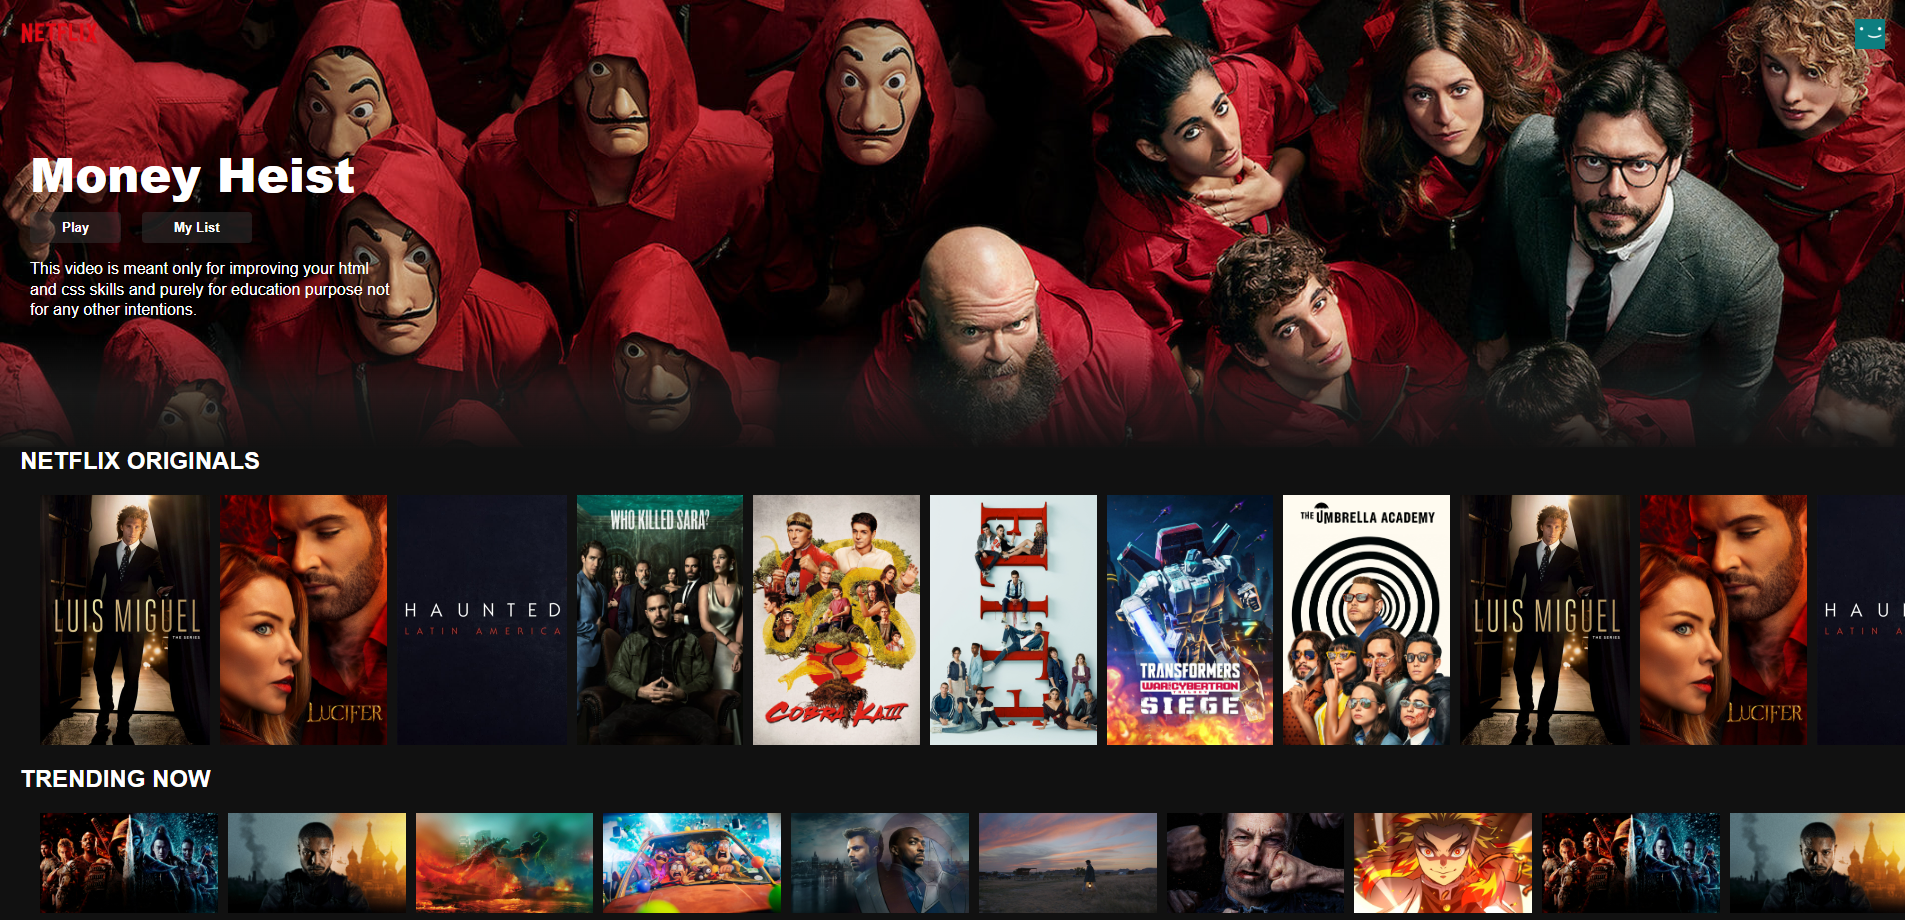 NETFLIX
Money Heist
Play
My List
This video is meant only for improving your html
and css skills and purely for education purpose not
for any other intentions.
NETFLIX ORIGINALS
LUIS MIGUEL
THE SERIES
LUCIFER
HAUNTED
LATIN AMERICA
WHO KILLED SARA?
COBRA KAI III
ELITE
TRANSFORMERS
WAR FOR CYBERTRON
TRILOGY
SIEGE
THE UMBRELLA ACADEMY
LUIS MIGUEL
THE SERIES
LUCIFER
HAU
LATIN A
TRENDING NOW